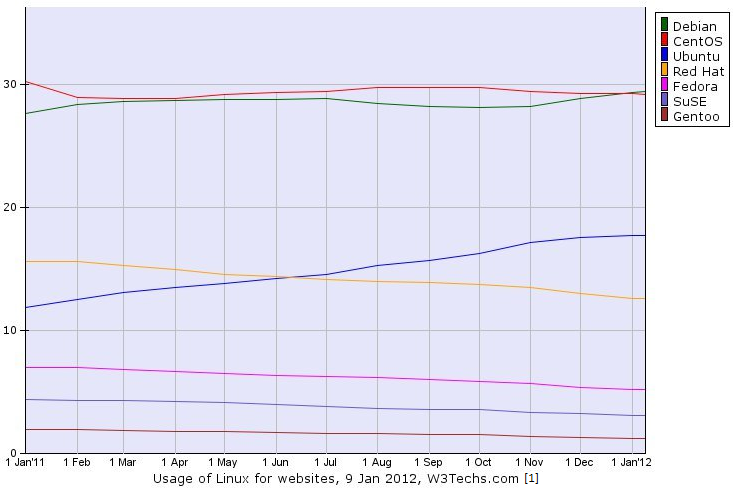 Debian
CentOS
Ubuntu
Red Hat
Fedora
SuSE
Gentoo
30
20
10
0
1 Jan'11 1 Feb 1 Mar 1 Apr 1 May 1 Jun 1 Jul 1 Aug 1 Sep 1 Oct 1 Nov 1 Dec 1 Jan'12
Usage of Linux for websites, 9 Jan 2012, W3Techs.com [1]